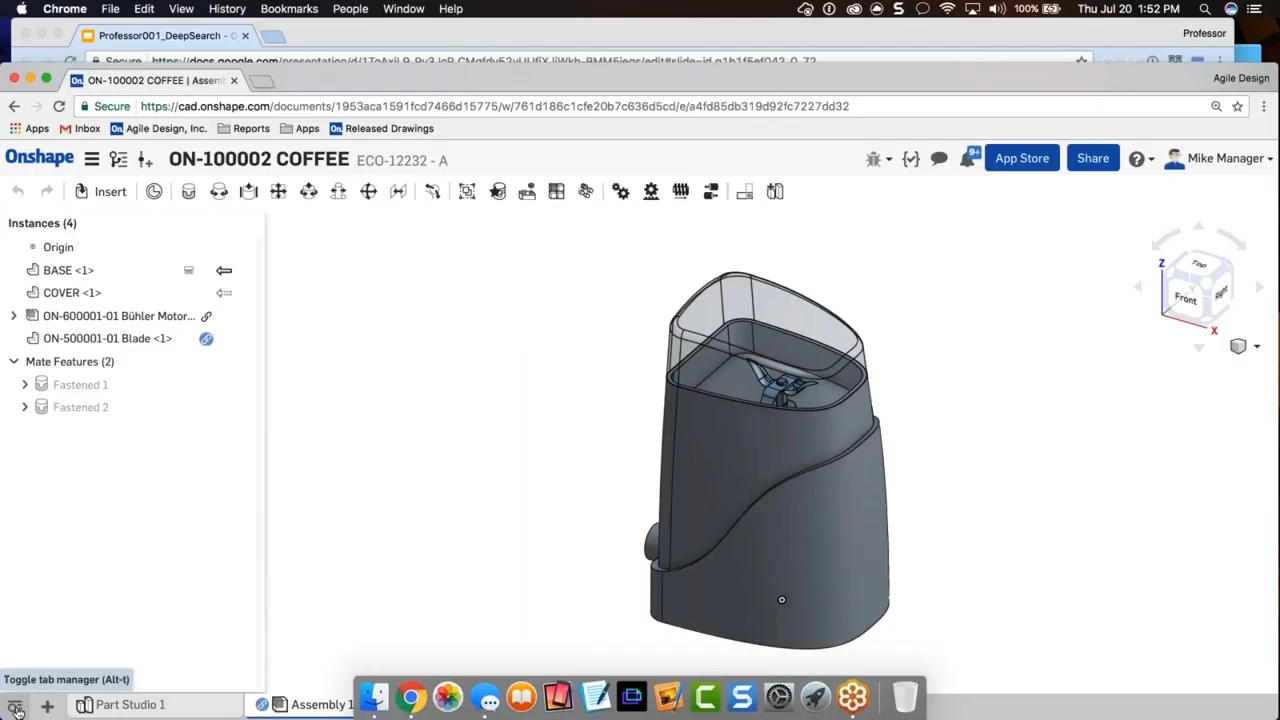 Chrome File Edit View History Bookmarks People Window Help 100% Thu Jul 20 1:52 PM
Professor001_DeepSearch - G Professor
Secure
ON-100002 COFFEE | Assem Agile Design
Secure https://cad.onshape.com/documents/1953aca1591fcd7466d15775/w/761d186c1cfe20b7c636d5cd/e/a4fd85db319d92fc7227dd32
Apps Inbox On Agile Design, Inc. Reports Apps On Released Drawings
Onshape ON-100002 COFFEE ECO-12232 - A 9+ App Store Share Mike Manager
Insert
Instances (4)
Origin
BASE <1>
COVER <1>
ON-600001-01 Bühler Motor...
ON-500001-01 Blade <1>
Mate Features (2)
Fastened 1
Fastened 2
Z Top Front Right X
Toggle tab manager (Alt-t)
Part Studio 1 Assembly 1